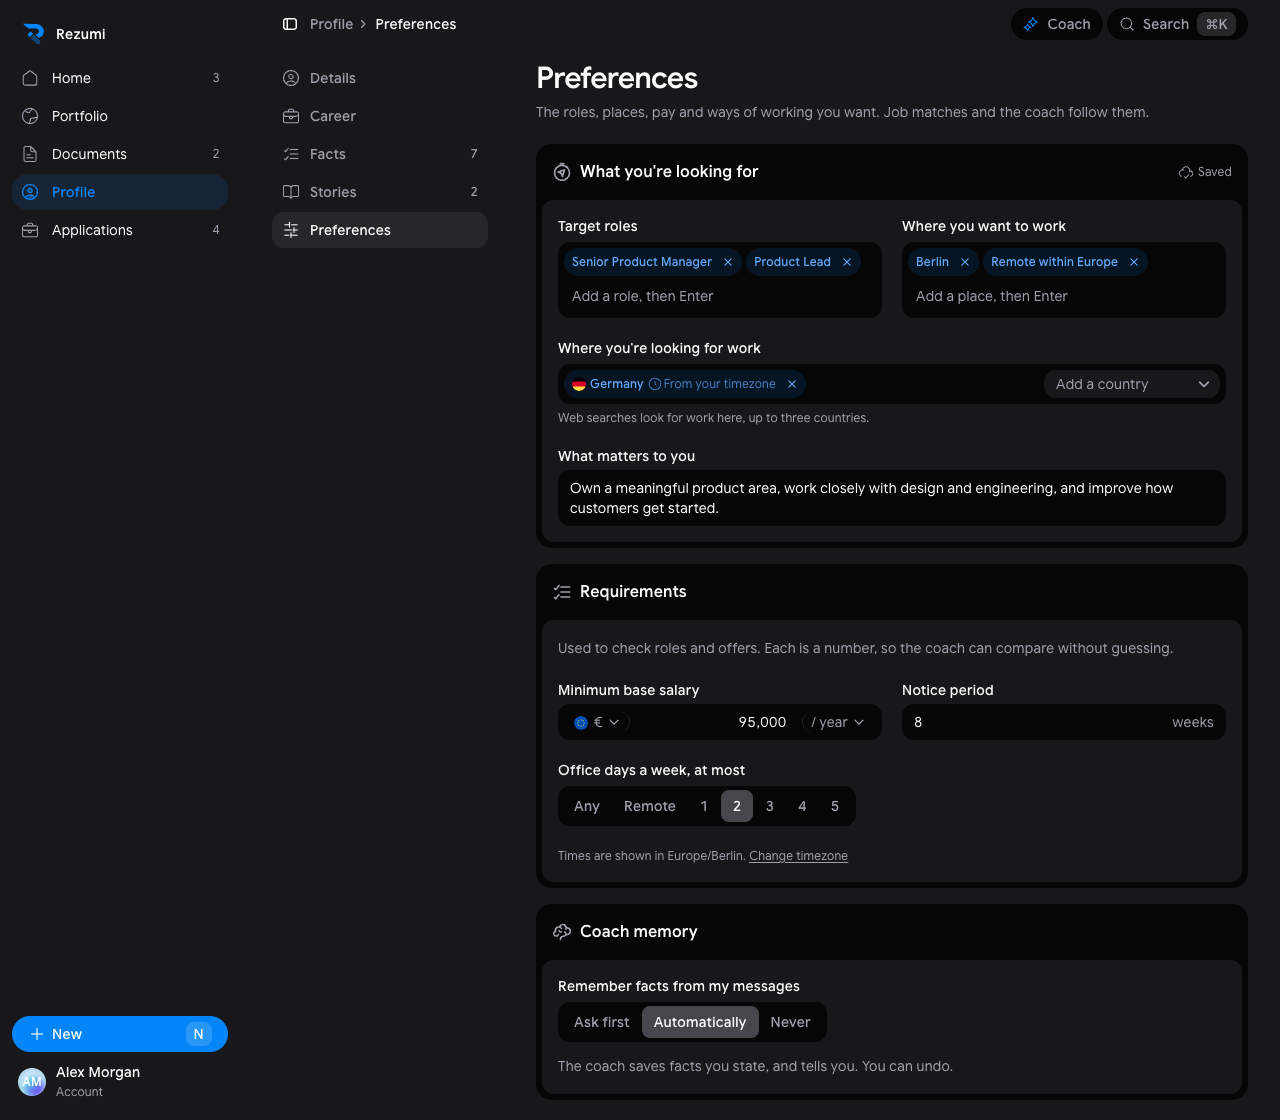 Rezumi
Home 3
Portfolio
Documents 2
Profile
Applications 4
New N
AM
Alex Morgan
Account
Profile > Preferences
Coach
Search ⌘K
Details
Career
Facts 7
Stories 2
Preferences
Preferences
The roles, places, pay and ways of working you want. Job matches and the coach follow them.
What you're looking for
Saved
Target roles
Senior Product Manager × Product Lead ×
Add a role, then Enter
Where you want to work
Berlin × Remote within Europe ×
Add a place, then Enter
Where you're looking for work
Germany From your timezone ×
Add a country
Web searches look for work here, up to three countries.
What matters to you
Own a meaningful product area, work closely with design and engineering, and improve how
customers get started.
Requirements
Used to check roles and offers. Each is a number, so the coach can compare without guessing.
Minimum base salary
€ 95,000 / year
Notice period
8 weeks
Office days a week, at most
Any Remote 1 2 3 4 5
Times are shown in Europe/Berlin. Change timezone
Coach memory
Remember facts from my messages
Ask first Automatically Never
The coach saves facts you state, and tells you. You can undo.